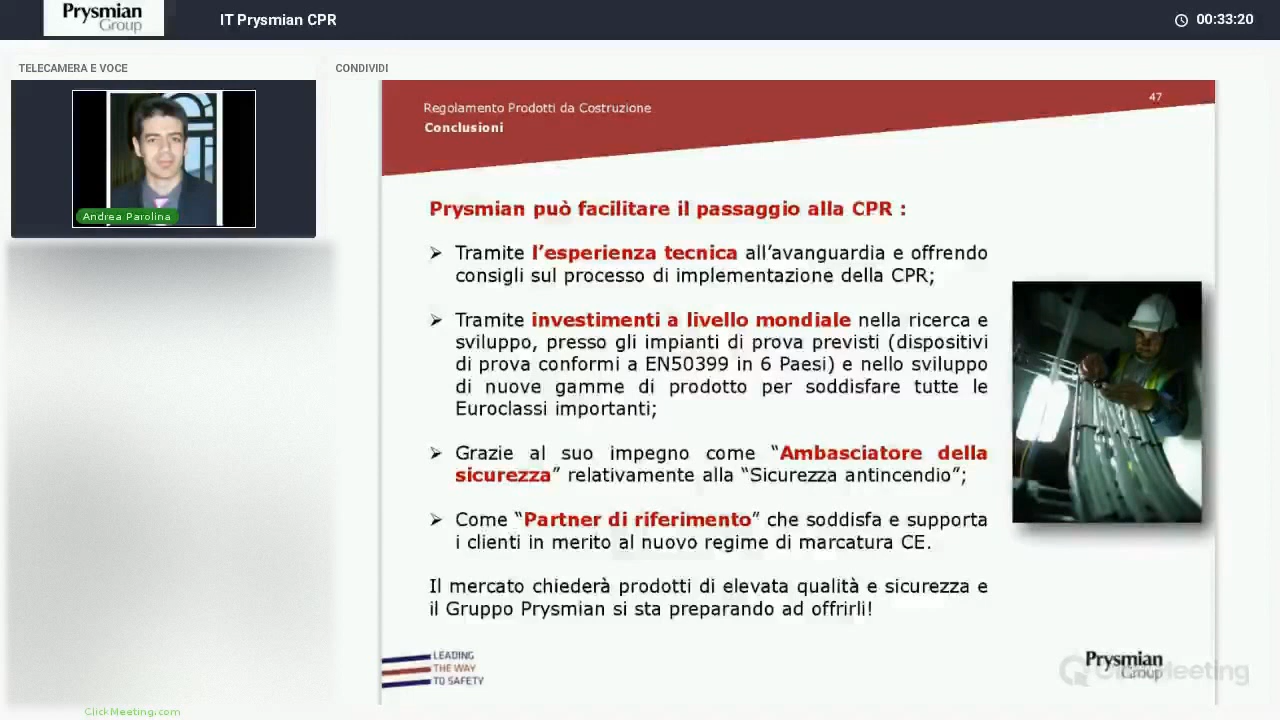 Prysmian
Group
IT Prysmian CPR
00:33:20
TELECAMERA E VOCE
CONDIVIDI
Andrea Parolina
Regolamento Prodotti da Costruzione
47
Conclusioni
Prysmian può facilitare il passaggio alla CPR :
➢ Tramite l’esperienza tecnica all’avanguardia e offrendo
consigli sul processo di implementazione della CPR;
➢ Tramite investimenti a livello mondiale nella ricerca e
sviluppo, presso gli impianti di prova previsti (dispositivi
di prova conformi a EN50399 in 6 Paesi) e nello sviluppo
di nuove gamme di prodotto per soddisfare tutte le
Euroclassi importanti;
➢ Grazie al suo impegno come “Ambasciatore della
sicurezza” relativamente alla “Sicurezza antincendio”;
➢ Come “Partner di riferimento” che soddisfa e supporta
i clienti in merito al nuovo regime di marcatura CE.
Il mercato chiederà prodotti di elevata qualità e sicurezza e
il Gruppo Prysmian si sta preparando ad offrirli!
LEADING
THE WAY
TO SAFETY
Prysmian
Group
ClickMeeting
ClickMeeting.com